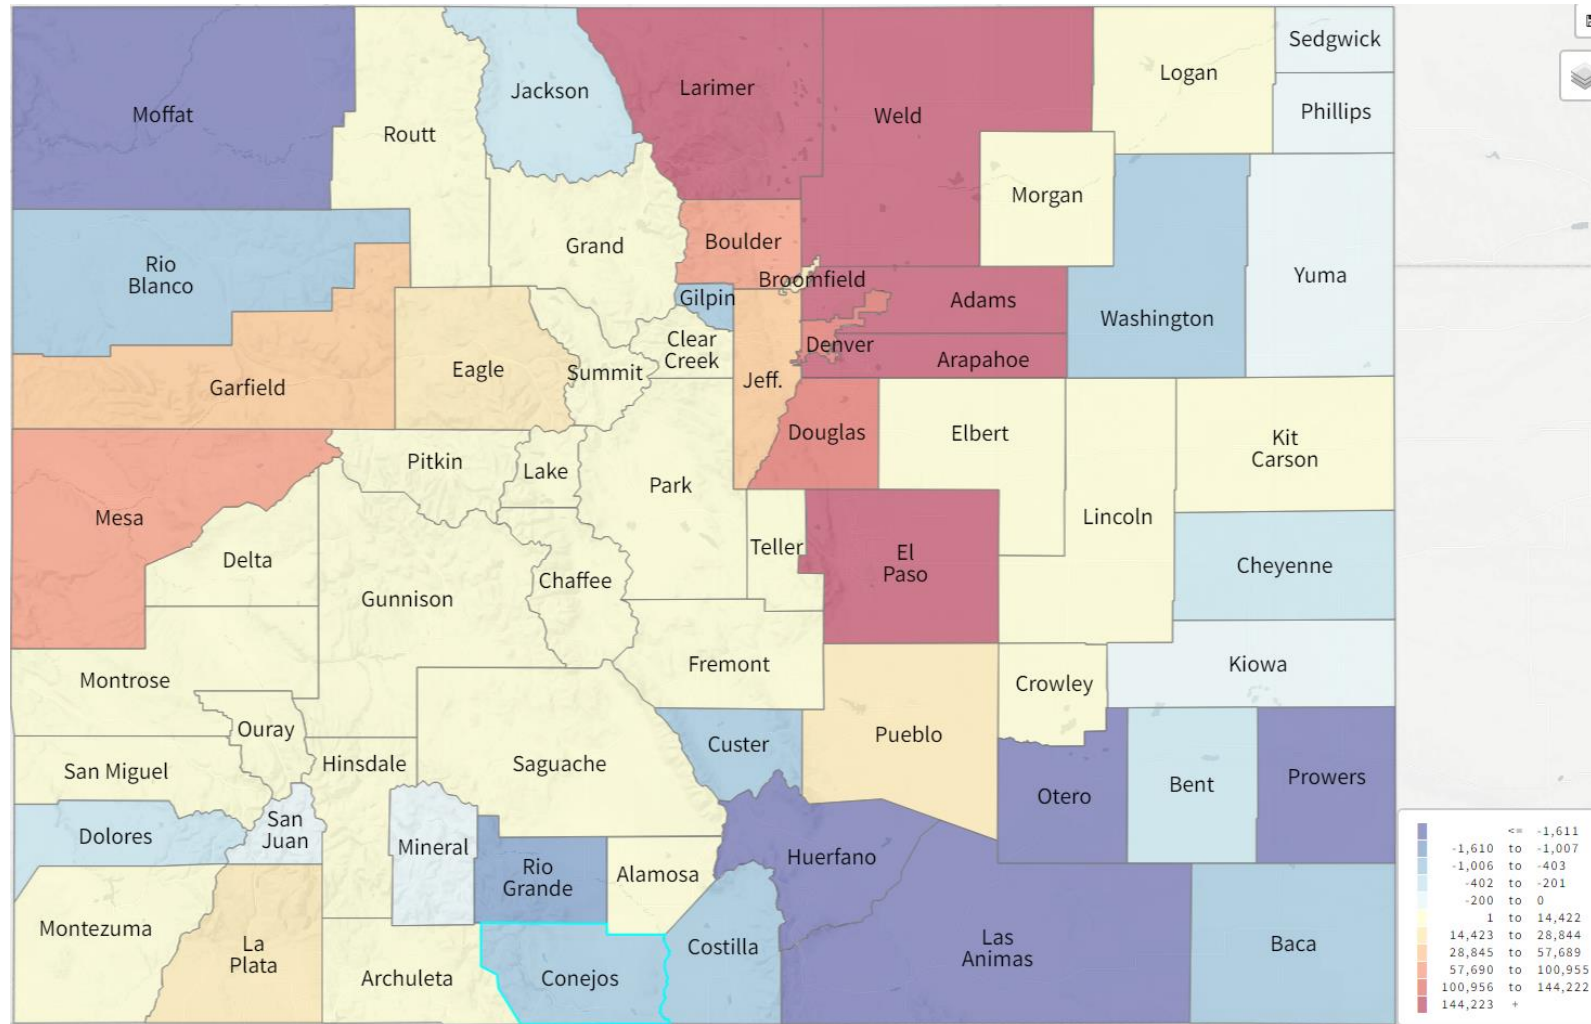 Moffat
Routt
Jackson
Larimer
Weld
Logan
Sedgwick
Phillips
Morgan
Rio
Blanco
Grand
Boulder
Broomfield
Gilpin
Adams
Washington
Yuma
Garfield
Eagle
Summit
Clear
Creek
Denver
Arapahoe
Jeff.
Mesa
Pitkin
Lake
Park
Douglas
Elbert
Kit
Carson
Delta
Gunnison
Chaffee
Teller
El
Paso
Lincoln
Cheyenne
Montrose
Fremont
Crowley
Kiowa
Ouray
San Miguel
Hinsdale
Saguache
Custer
Pueblo
Otero
Bent
Prowers
Dolores
San
Juan
Mineral
Rio
Grande
Alamosa
Huerfano
Montezuma
La
Plata
Archuleta
Conejos
Costilla
Las
Animas
Baca
<= -1,611
-1,610 to -1,007
-1,006 to -403
-402 to -201
-200 to 0
1 to 14,422
14,423 to 28,844
28,845 to 57,689
57,690 to 100,955
100,956 to 144,222
144,223 +